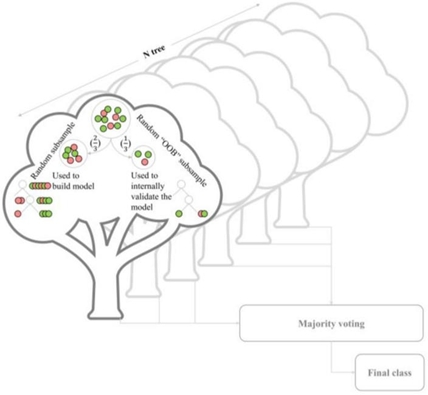 N tree
Random subsample
Random "OOB" subsample
(2/3)
(1/3)
Used to
build model
Used to
internally
validate the
model
Majority voting
Final class